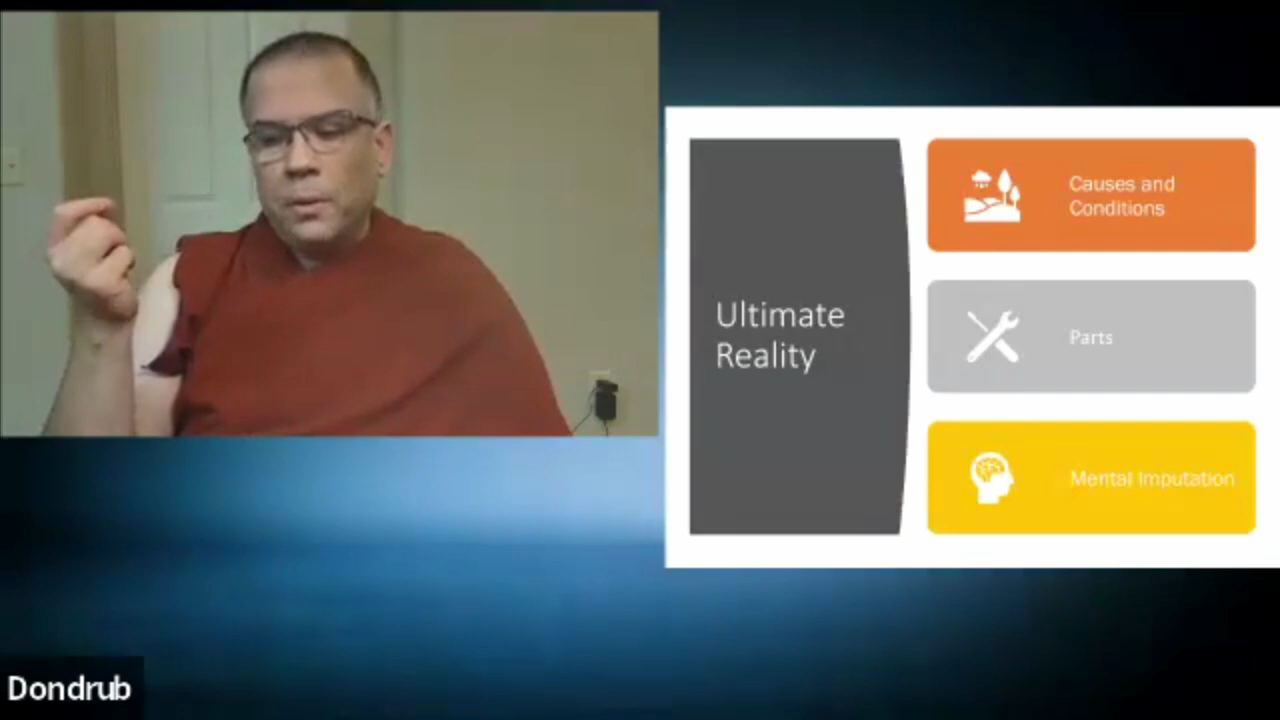 Ultimate
Reality
Causes and
Conditions
Parts
Mental Imputation
Dondrub